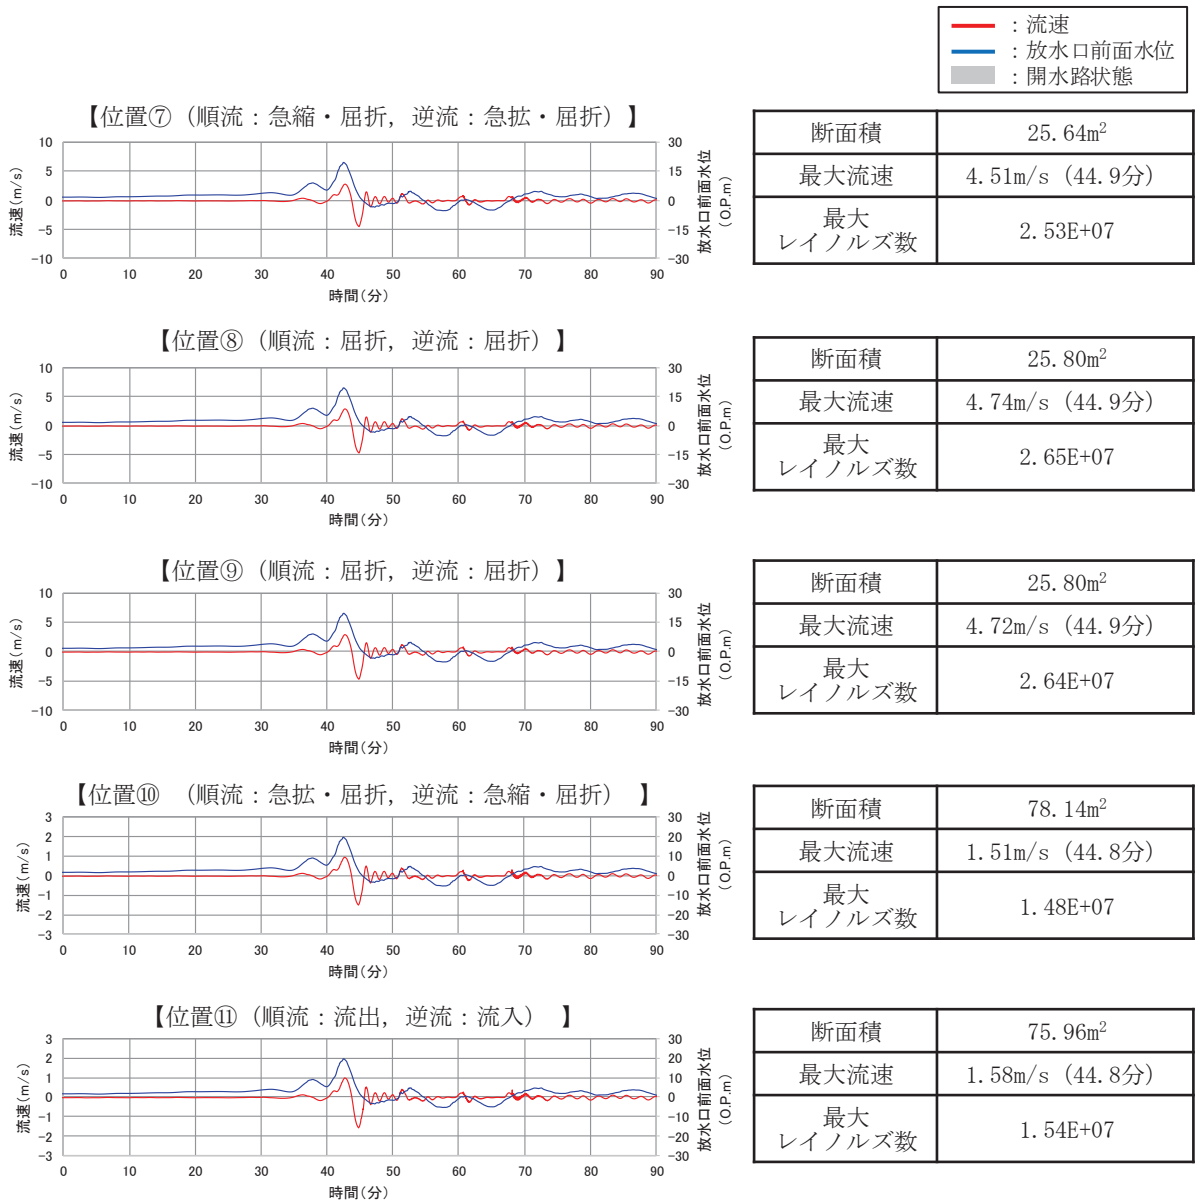 ：流速
：放水口前面水位
：開水路状態
【位置⑦（順流：急縮・屈折，逆流：急拡・屈折）】
流速(m/s)
10
5
0
−5
−10
30
15
0
−15
−30
放水口前面水位
(O.P.m)
0 10 20 30 40 50 60 70 80 90
時間(分)
断面積 25.64m²
最大流速 4.51m/s（44.9分）
最大
レイノルズ数 2.53E+07
【位置⑧（順流：屈折，逆流：屈折）】
流速(m/s)
10
5
0
−5
−10
30
15
0
−15
−30
放水口前面水位
(O.P.m)
0 10 20 30 40 50 60 70 80 90
時間(分)
断面積 25.80m²
最大流速 4.74m/s（44.9分）
最大
レイノルズ数 2.65E+07
【位置⑨（順流：屈折，逆流：屈折）】
流速(m/s)
10
5
0
−5
−10
30
15
0
−15
−30
放水口前面水位
(O.P.m)
0 10 20 30 40 50 60 70 80 90
時間(分)
断面積 25.80m²
最大流速 4.72m/s（44.9分）
最大
レイノルズ数 2.64E+07
【位置⑩ （順流：急拡・屈折，逆流：急縮・屈折） 】
流速(m/s)
3
2
1
0
−1
−2
−3
30
20
10
0
−10
−20
−30
放水口前面水位
(O.P.m)
0 10 20 30 40 50 60 70 80 90
時間(分)
断面積 78.14m²
最大流速 1.51m/s（44.8分）
最大
レイノルズ数 1.48E+07
【位置⑪（順流：流出，逆流：流入） 】
流速(m/s)
3
2
1
0
−1
−2
−3
30
20
10
0
−10
−20
−30
放水口前面水位
(O.P.m)
0 10 20 30 40 50 60 70 80 90
時間(分)
断面積 75.96m²
最大流速 1.58m/s（44.8分）
最大
レイノルズ数 1.54E+07